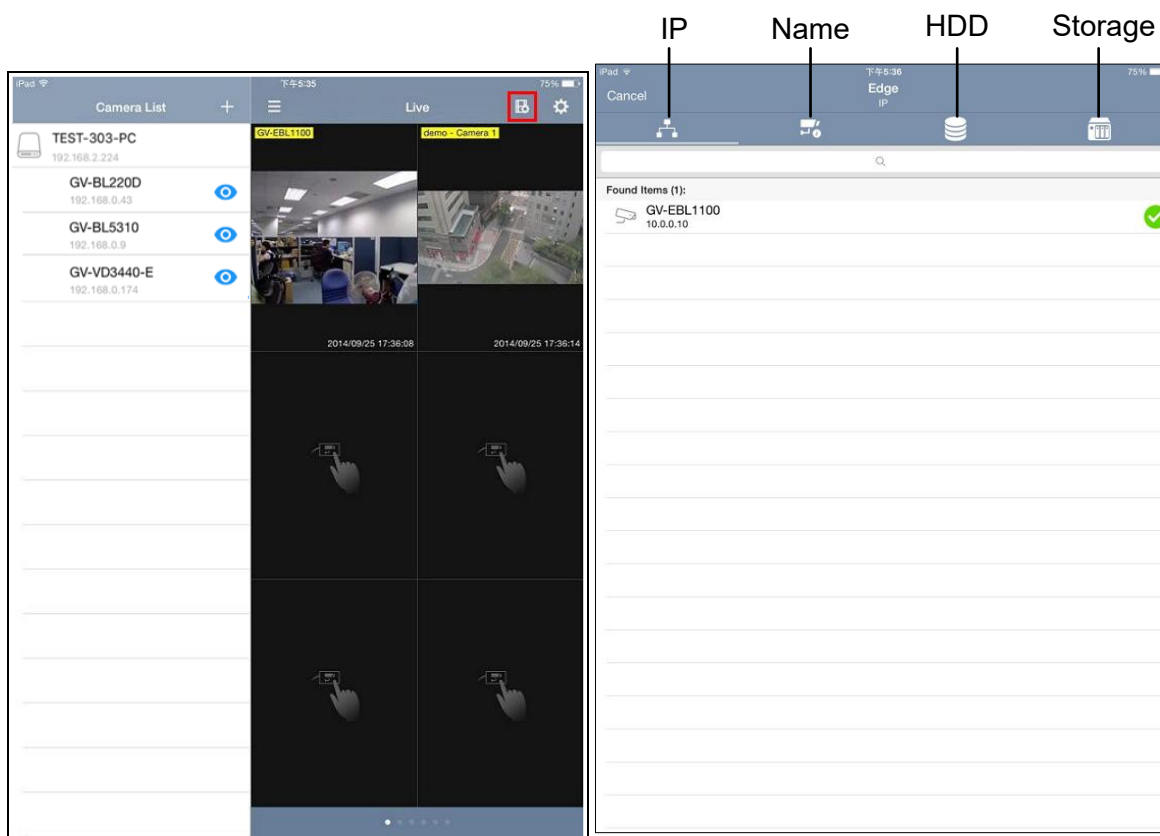 IP Name HDD Storage
iPad 下午5:35 75%
Camera List + Live
TEST-303-PC
192.168.2.224
GV-BL220D
192.168.0.43
GV-BL5310
192.168.0.9
GV-VD3440-E
192.168.0.174
GV-EBL1100 demo - Camera 1
2014/09/25 17:36:08 2014/09/25 17:36:14
iPad 下午5:36 75%
Cancel Edge
IP
Found Items (1):
GV-EBL1100
10.0.0.10